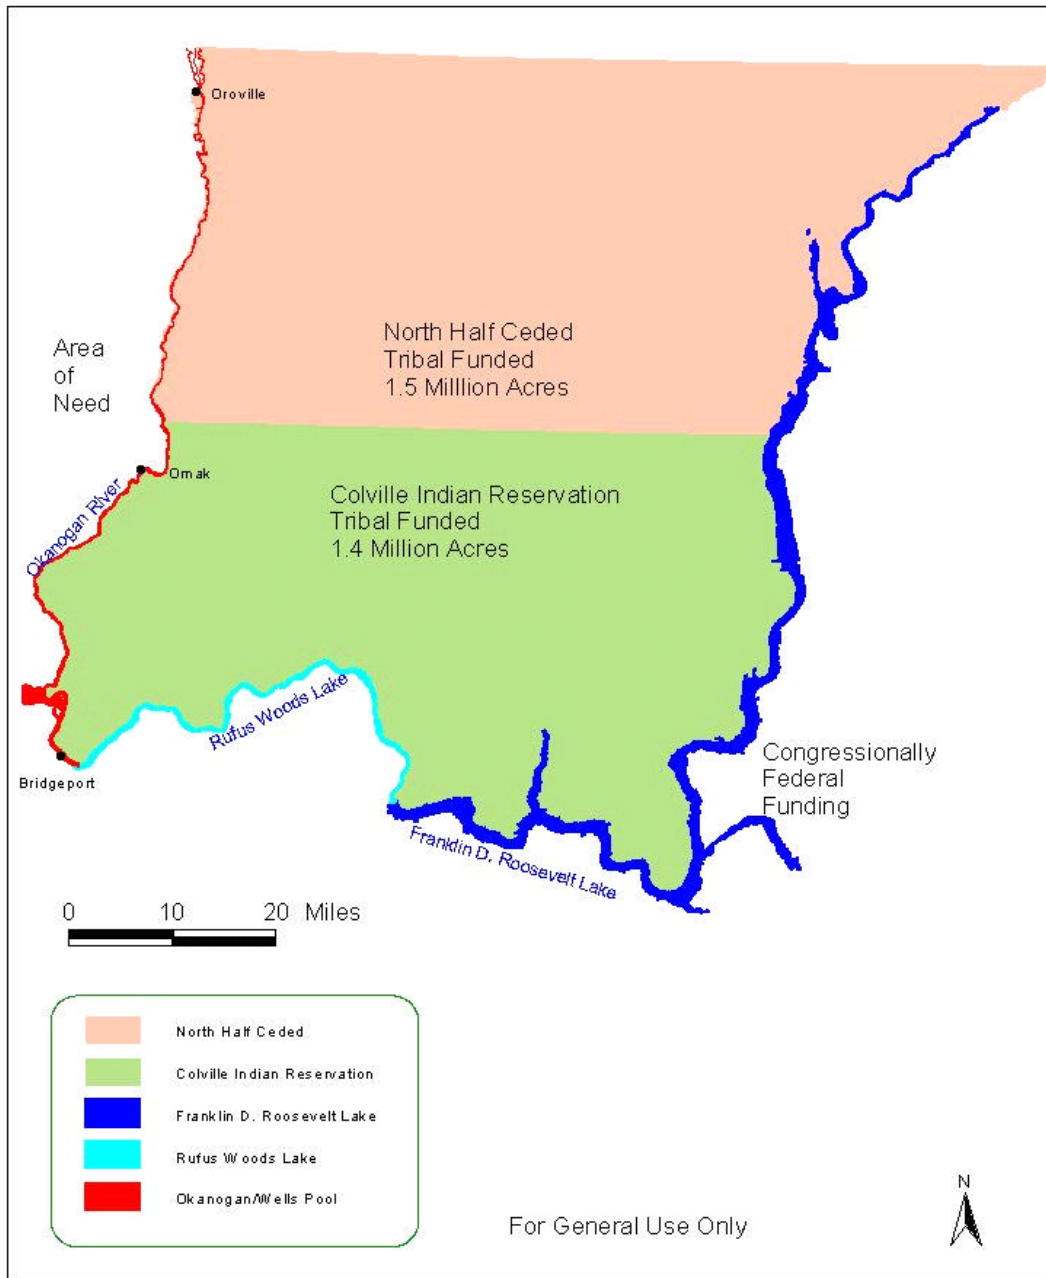 Oroville
North Half Ceded
Tribal Funded
1.5 Milllion Acres
Area
of
Need
Omak
Okanogan River
Colville Indian Reservation
Tribal Funded
1.4 Million Acres
Rufus Woods Lake
Bridgeport
Congressionally
Federal
Funding
Franklin D. Roosevelt Lake
0 10 20 Miles
North Half Ceded
Colville Indian Reservation
Franklin D. Roosevelt Lake
Rufus Woods Lake
Okanogan/Wells Pool
For General Use Only
N